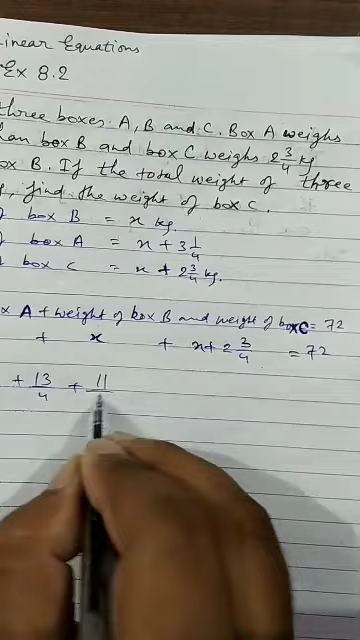 Linear Equations
Ex 8.2
three boxes A, B and C. Box A weighs
than box B and box C weighs 2 3/4 kg
box B. If the total weight of three
find the weight of box C.
box B = x kg.
box A = x + 3 1/4
box C = x + 2 3/4 kg.
A + weight of box B and weight of box C = 72
+ x + x + 2 3/4 = 72
+ 13/4 + 11